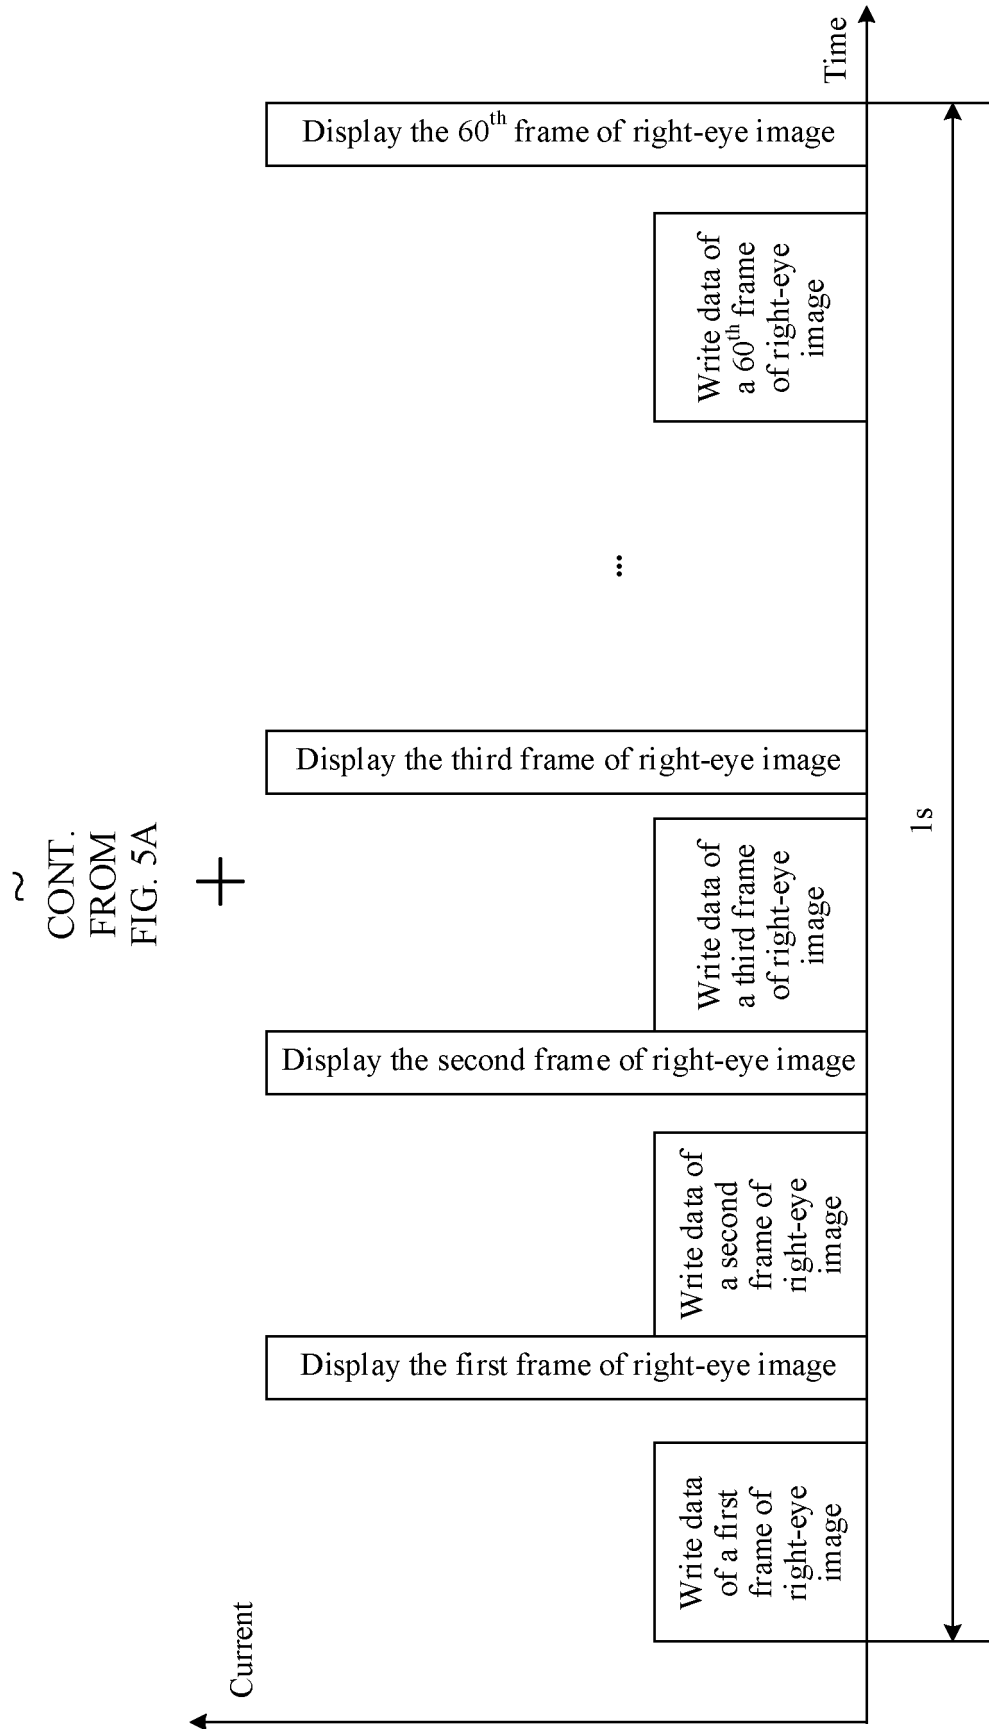 ~
CONT.
FROM
FIG. 5A
Current
Write data
of a first
frame of
right-eye
image
Display the first frame of right-eye image
Write data of
a second
frame of
right-eye
image
Display the second frame of right-eye image
Write data of
a third frame
of right-eye
image
Display the third frame of right-eye image
...
Write data of
a 60th frame
of right-eye
image
Display the 60th frame of right-eye image
Time
1s